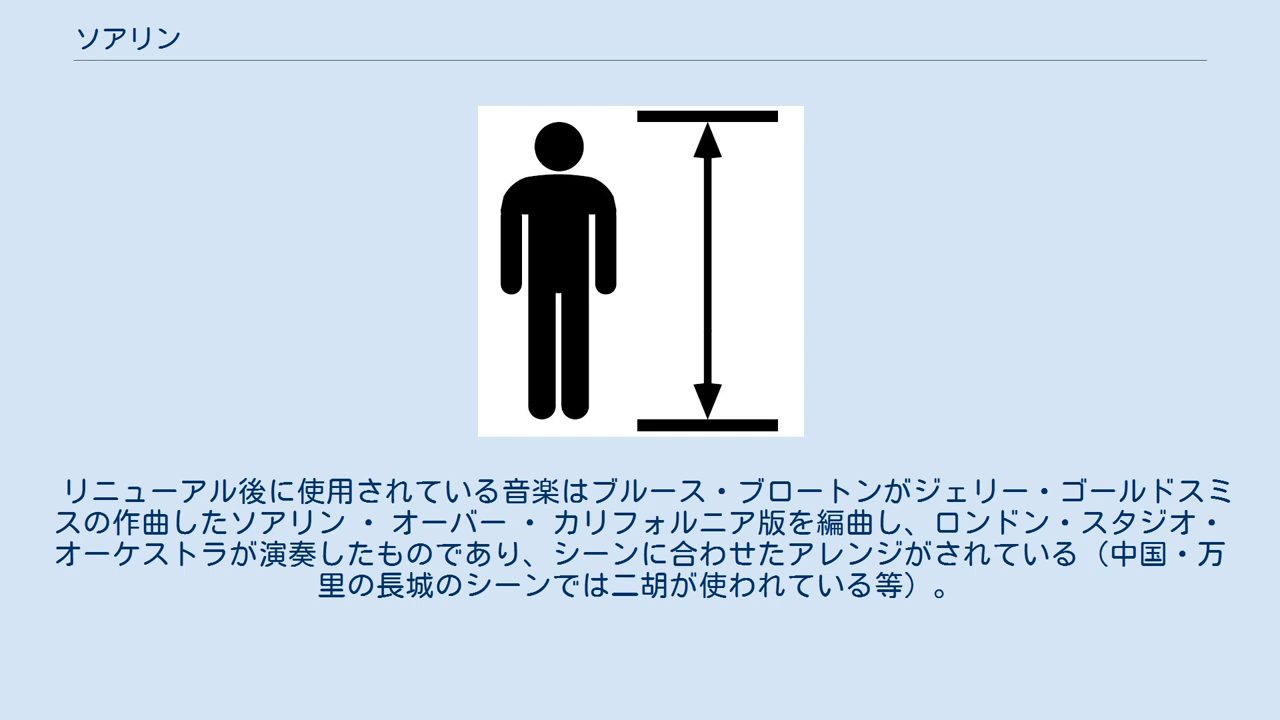 ソアリン
リニューアル後に使用されている音楽はブルース・ブロートンがジェリー・ゴールドスミ
スの作曲したソアリン ・ オーバー ・ カリフォルニア版を編曲し、ロンドン・スタジオ・
オーケストラが演奏したものであり、シーンに合わせたアレンジがされている（中国・万
里の長城のシーンでは二胡が使われている等）。